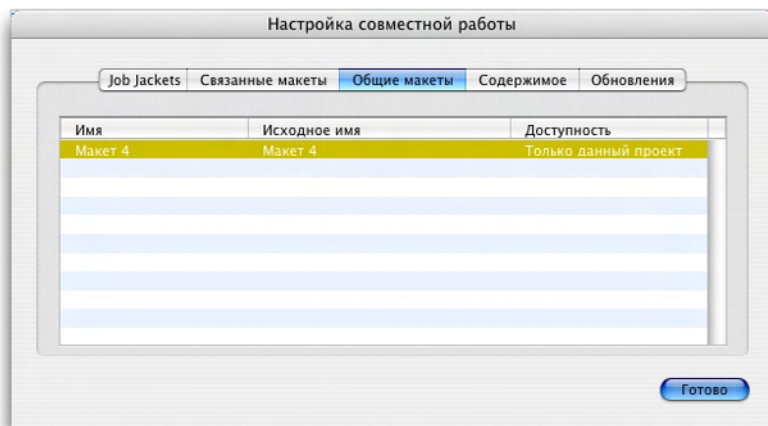 Настройка совместной работы
Job Jackets Связанные макеты Общие макеты Содержимое Обновления
Имя Исходное имя Доступность
Макет 4 Макет 4 Только данный проект
Готово